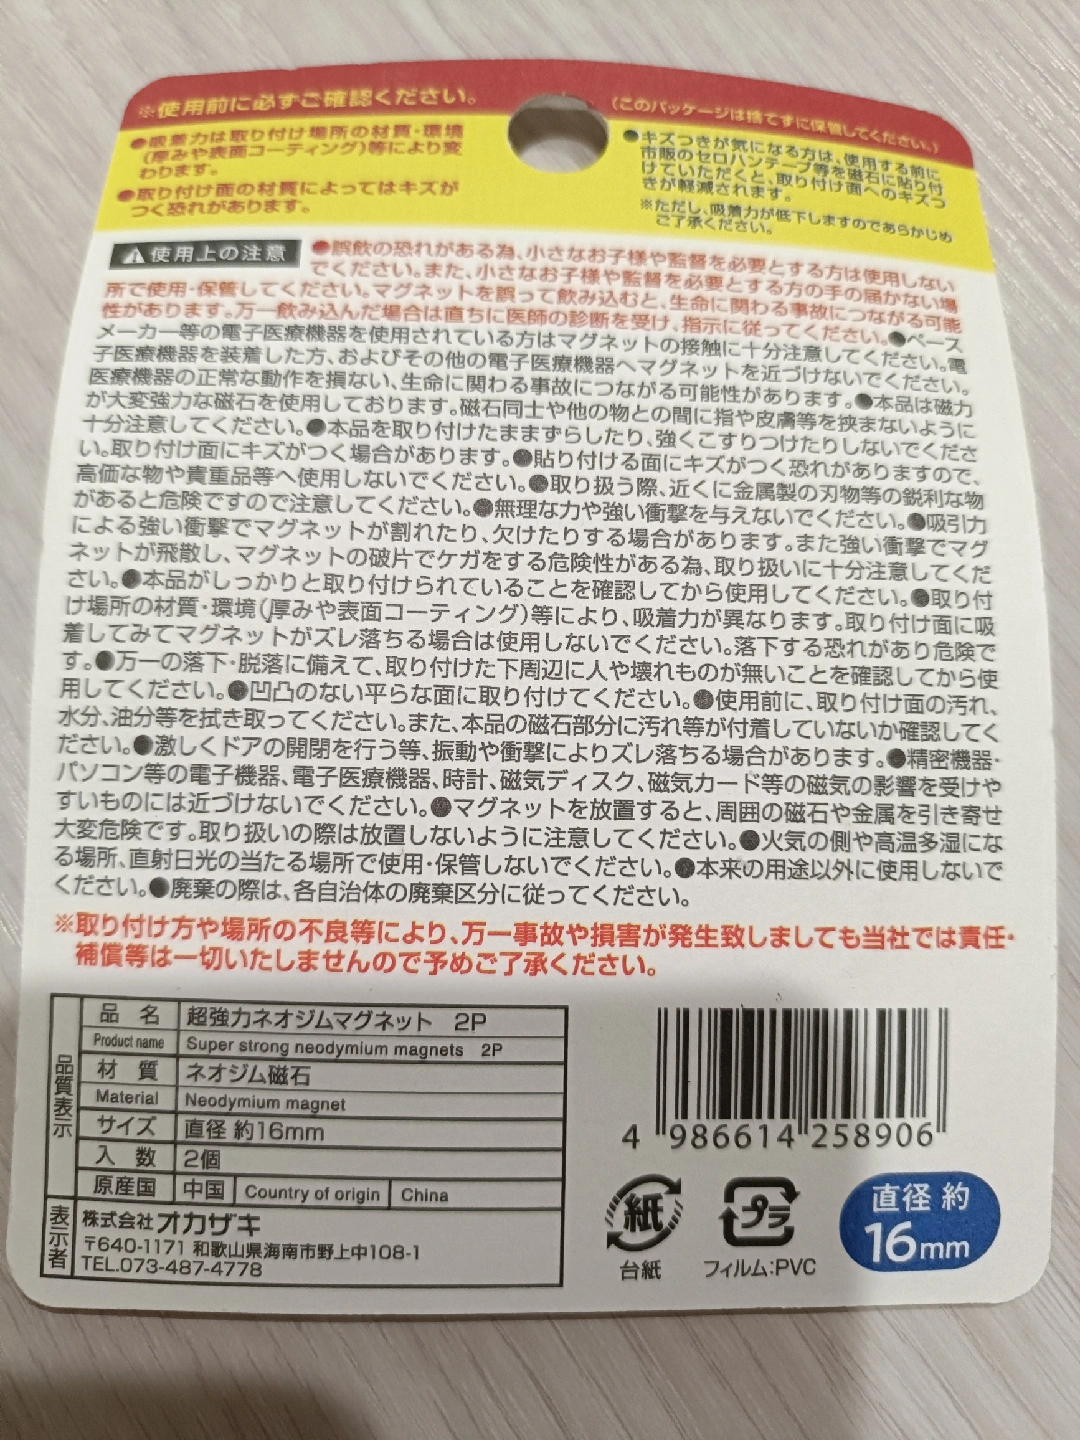 ※使用前に必ずご確認ください。
(このパッケージは捨てずに保管してください。)
●吸着力は取り付け場所の材質・環境
(厚みや表面コーティング)等により変
わります。
●取り付け面の材質によってはキズが
つく恐れがあります。
●キズつきが気になる方は、使用する前に
市販のセロハンテープ等を磁石に貼り付
けていただくと、取り付け面へのキズつ
きが軽減されます。
※ただし、吸着力が低下しますのであらかじめ
ご了承ください。
⚠使用上の注意
●誤飲の恐れがある為、小さなお子様や監督を必要とする方は使用しない
でください。また、小さなお子様や監督を必要とする方の手の届かない場
所で使用・保管してください。マグネットを誤って飲み込むと、生命に関わる事故につながる可能
性があります。万一飲み込んだ場合は直ちに医師の診断を受け、指示に従ってください。●ペース
メーカー等の電子医療機器を使用されている方はマグネットの接触に十分注意してください。電
子医療機器を装着した方、およびその他の電子医療機器へマグネットを近づけないでください。
医療機器の正常な動作を損ない、生命に関わる事故につながる可能性があります。●本品は磁力
が大変強力な磁石を使用しております。磁石同士や他の物との間に指や皮膚等を挟まないように
十分注意してください。●本品を取り付けたままずらしたり、強くこすりつけたりしないでくださ
い。取り付け面にキズがつく場合があります。●貼り付ける面にキズがつく恐れがありますので、
高価な物や貴重品等へ使用しないでください。●取り扱う際、近くに金属製の刃物等の鋭利な物
があると危険ですので注意してください。●無理な力や強い衝撃を与えないでください。●吸引力
による強い衝撃でマグネットが割れたり、欠けたりする場合があります。また強い衝撃でマグ
ネットが飛散し、マグネットの破片でケガをする危険性がある為、取り扱いに十分注意してくだ
さい。●本品がしっかりと取り付けられていることを確認してから使用してください。●取り付
け場所の材質・環境(厚みや表面コーティング)等により、吸着力が異なります。取り付け面に吸
着してみてマグネットがズレ落ちる場合は使用しないでください。落下する恐れがあり危険で
す。●万一の落下・脱落に備えて、取り付けた下周辺に人や壊れものが無いことを確認してから使
用してください。●凹凸のない平らな面に取り付けてください。●使用前に、取り付け面の汚れ、
水分、油分等を拭き取ってください。また、本品の磁石部分に汚れ等が付着していないか確認してく
ださい。●激しくドアの開閉を行う等、振動や衝撃によりズレ落ちる場合があります。●精密機器・
パソコン等の電子機器、電子医療機器、時計、磁気ディスク、磁気カード等の磁気の影響を受けや
すいものには近づけないでください。●マグネットを放置すると、周囲の磁石や金属を引き寄せ
大変危険です。取り扱いの際は放置しないように注意してください。●火気の側や高温多湿にな
る場所、直射日光の当たる場所で使用・保管しないでください。●本来の用途以外に使用しないで
ください。●廃棄の際は、各自治体の廃棄区分に従ってください。
※取り付け方や場所の不良等により、万一事故や損害が発生致しましても当社では責任・
補償等は一切いたしませんので予めご了承ください。
品質表示
品名 超強力ネオジムマグネット 2P
Product name Super strong neodymium magnets 2P
材質 ネオジム磁石
Material Neodymium magnet
サイズ 直径 約16mm
入数 2個
原産国 中国 Country of origin China
表示者
株式会社オカザキ
〒640-1171 和歌山県海南市野上中108-1
TEL.073-487-4778
4 986614 258906
紙
台紙
プラ
フィルム:PVC
直径 約
16mm